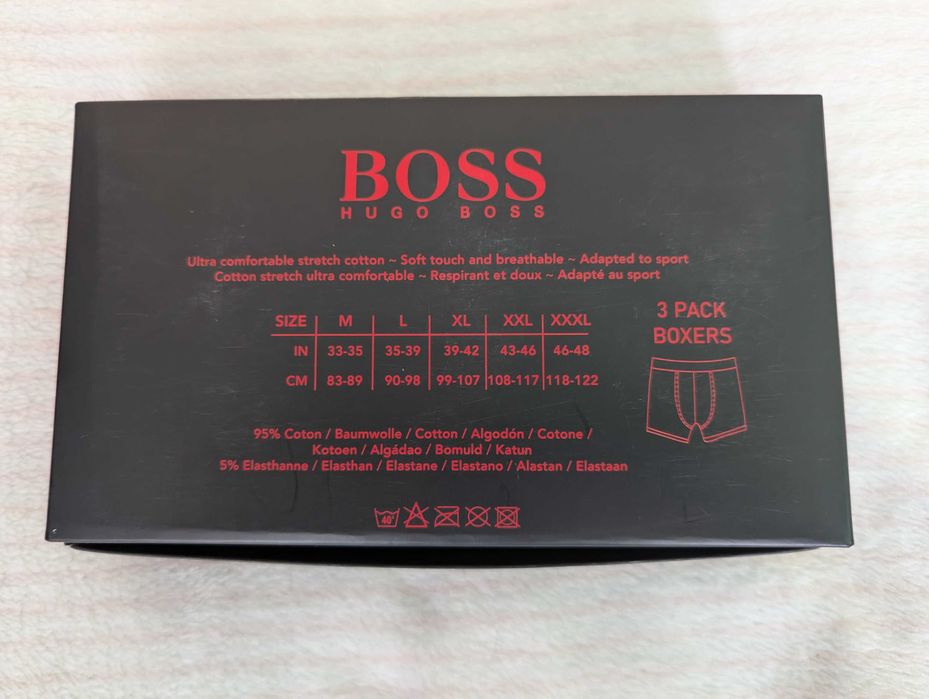 BOSS
HUGO BOSS
Ultra comfortable stretch cotton ~ Soft touch and breathable ~ Adapted to sport
Cotton stretch ultra comfortable ~ Respirant et doux ~ Adapté au sport
SIZE M L XL XXL XXXL
IN 33-35 35-39 39-42 43-46 46-48
CM 83-89 90-98 99-107 108-117 118-122
3 PACK
BOXERS
95% Coton / Baumwolle / Cotton / Algodón / Cotone /
Kotoen / Algádao / Bomuld / Katun
5% Elasthanne / Elasthan / Elastane / Elastano / Alastan / Elastaan
40°